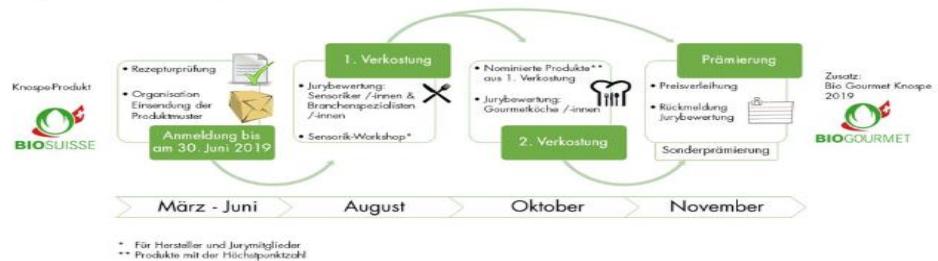 Knospe-Produkt
BIOSUISSE
• Rezepturprüfung
• Organisation
Einsendung der
Produktmuster
Anmeldung bis
am 30. Juni 2019
1. Verkostung
• Jurybewertung:
Sensoriker /-innen &
Branchenspezialisten
/-innen
• Sensorik-Workshop*
• Nominierte Produkte**
aus 1. Verkostung
• Jurybewertung:
Gourmetköche /-innen
2. Verkostung
Prämierung
• Preisverleihung
• Rückmeldung
Jurybewertung
Sonderprämierung
Zusatz:
Bio Gourmet Knospe
2019
BIOGOURMET
März - Juni
August
Oktober
November
* Für Hersteller und Jurymitglieder
** Produkte mit der Höchstpunktzahl